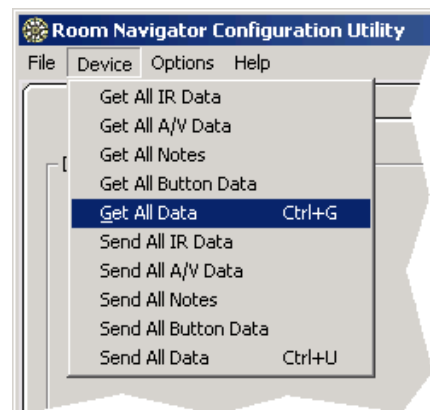 Room Navigator Configuration Utility
File Device Options Help
Get All IR Data
Get All A/V Data
Get All Notes
Get All Button Data
Get All Data Ctrl+G
Send All IR Data
Send All A/V Data
Send All Notes
Send All Button Data
Send All Data Ctrl+U